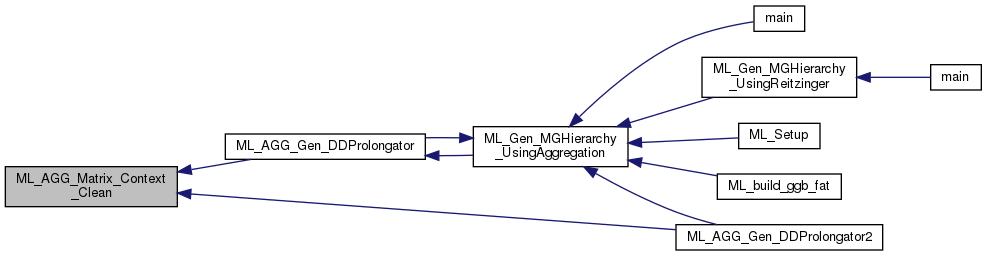 main
ML_Gen_MGHierarchy
_UsingReitzinger
main
ML_Gen_MGHierarchy
_UsingAggregation
ML_Setup
ML_AGG_Gen_DDProlongator
ML_AGG_Matrix_Context
_Clean
ML_build_ggb_fat
ML_AGG_Gen_DDProlongator2